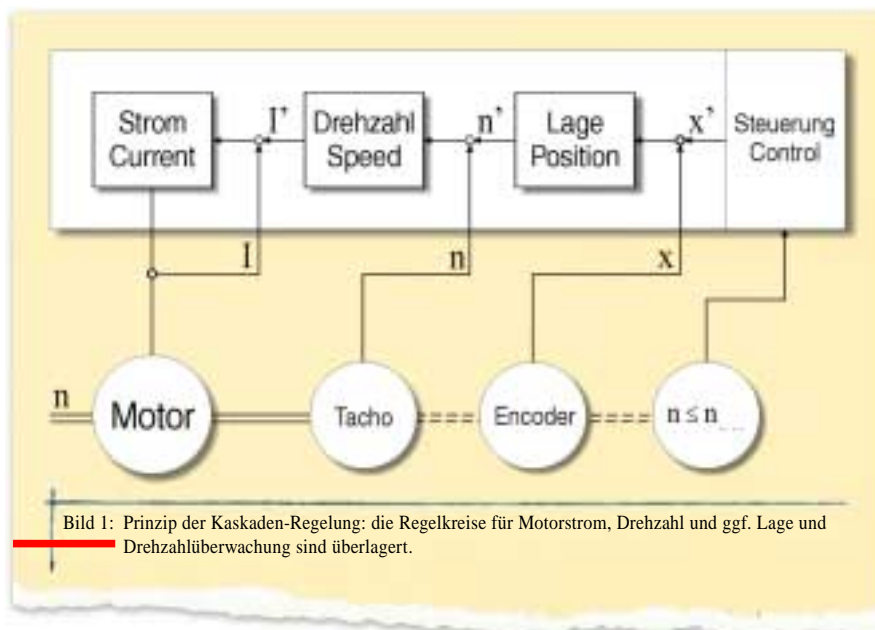 Strom
Current
I’
Drehzahl
Speed
n’
Lage
Position
x’
Steuerung
Control
I
n
x
n
Motor
Tacho
Encoder
n ≤ n
Bild 1: Prinzip der Kaskaden-Regelung: die Regelkreise für Motorstrom, Drehzahl und ggf. Lage und
Drehzahlüberwachung sind überlagert.